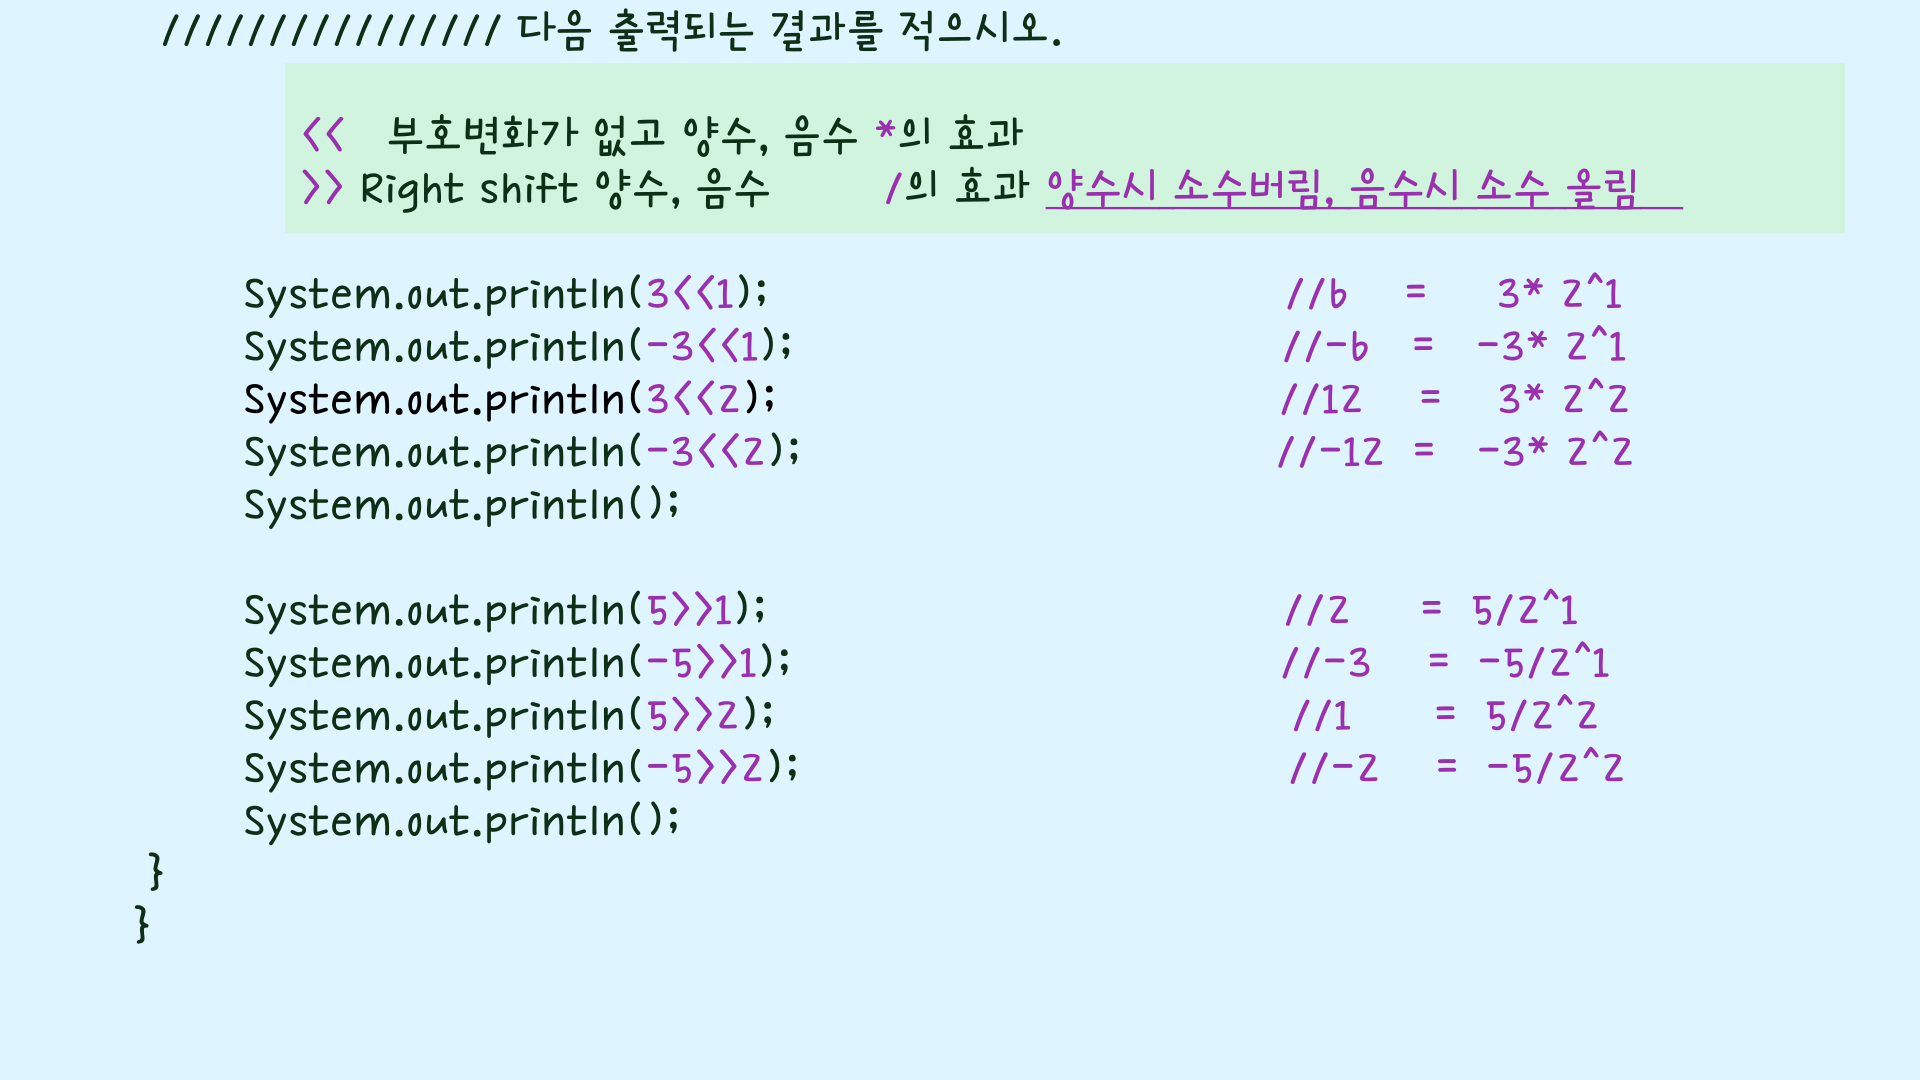 //////////////// 다음 출력되는 결과를 적으시오.
<< 부호변화가 없고 양수, 음수 *의 효과
>> Right shift 양수, 음수 /의 효과 양수시 소수버림, 음수시 소수 올림
System.out.println(3<<1); //6 = 3* 2^1
System.out.println(-3<<1); //-6 = -3* 2^1
System.out.println(3<<2); //12 = 3* 2^2
System.out.println(-3<<2); //-12 = -3* 2^2
System.out.println();
System.out.println(5>>1); //2 = 5/2^1
System.out.println(-5>>1); //-3 = -5/2^1
System.out.println(5>>2); //1 = 5/2^2
System.out.println(-5>>2); //-2 = -5/2^2
System.out.println();
}
}